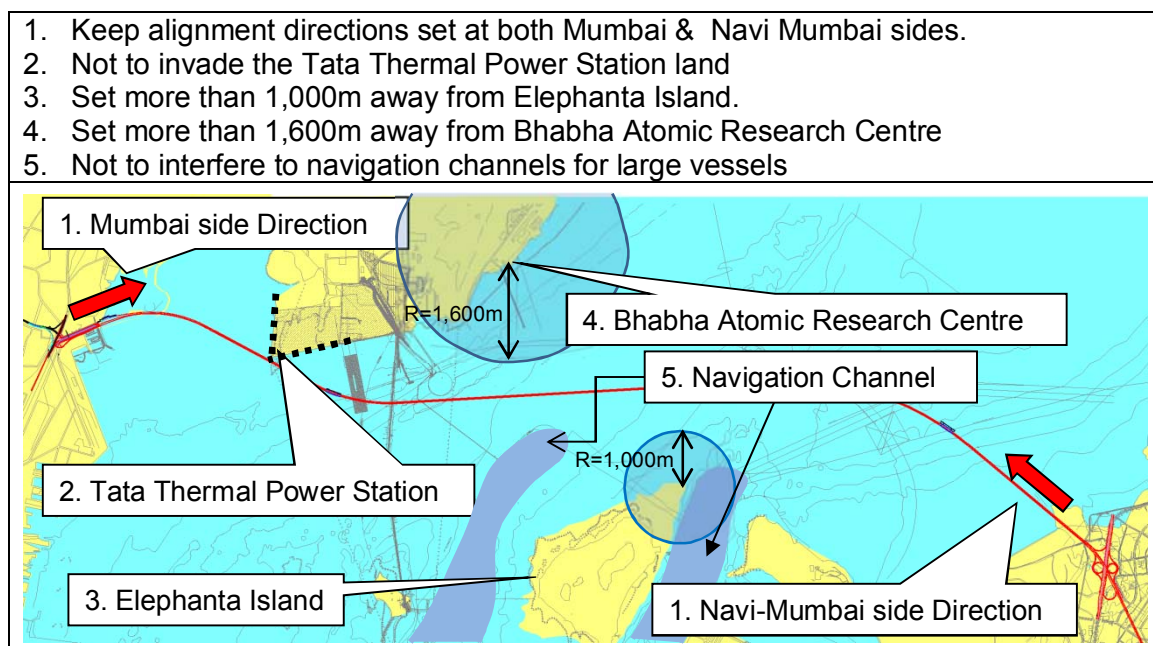 1. Keep alignment directions set at both Mumbai & Navi Mumbai sides.
2. Not to invade the Tata Thermal Power Station land
3. Set more than 1,000m away from Elephanta Island.
4. Set more than 1,600m away from Bhabha Atomic Research Centre
5. Not to interfere to navigation channels for large vessels
1. Mumbai side Direction
R=1,600m
4. Bhabha Atomic Research Centre
5. Navigation Channel
R=1,000m
2. Tata Thermal Power Station
3. Elephanta Island
1. Navi-Mumbai side Direction